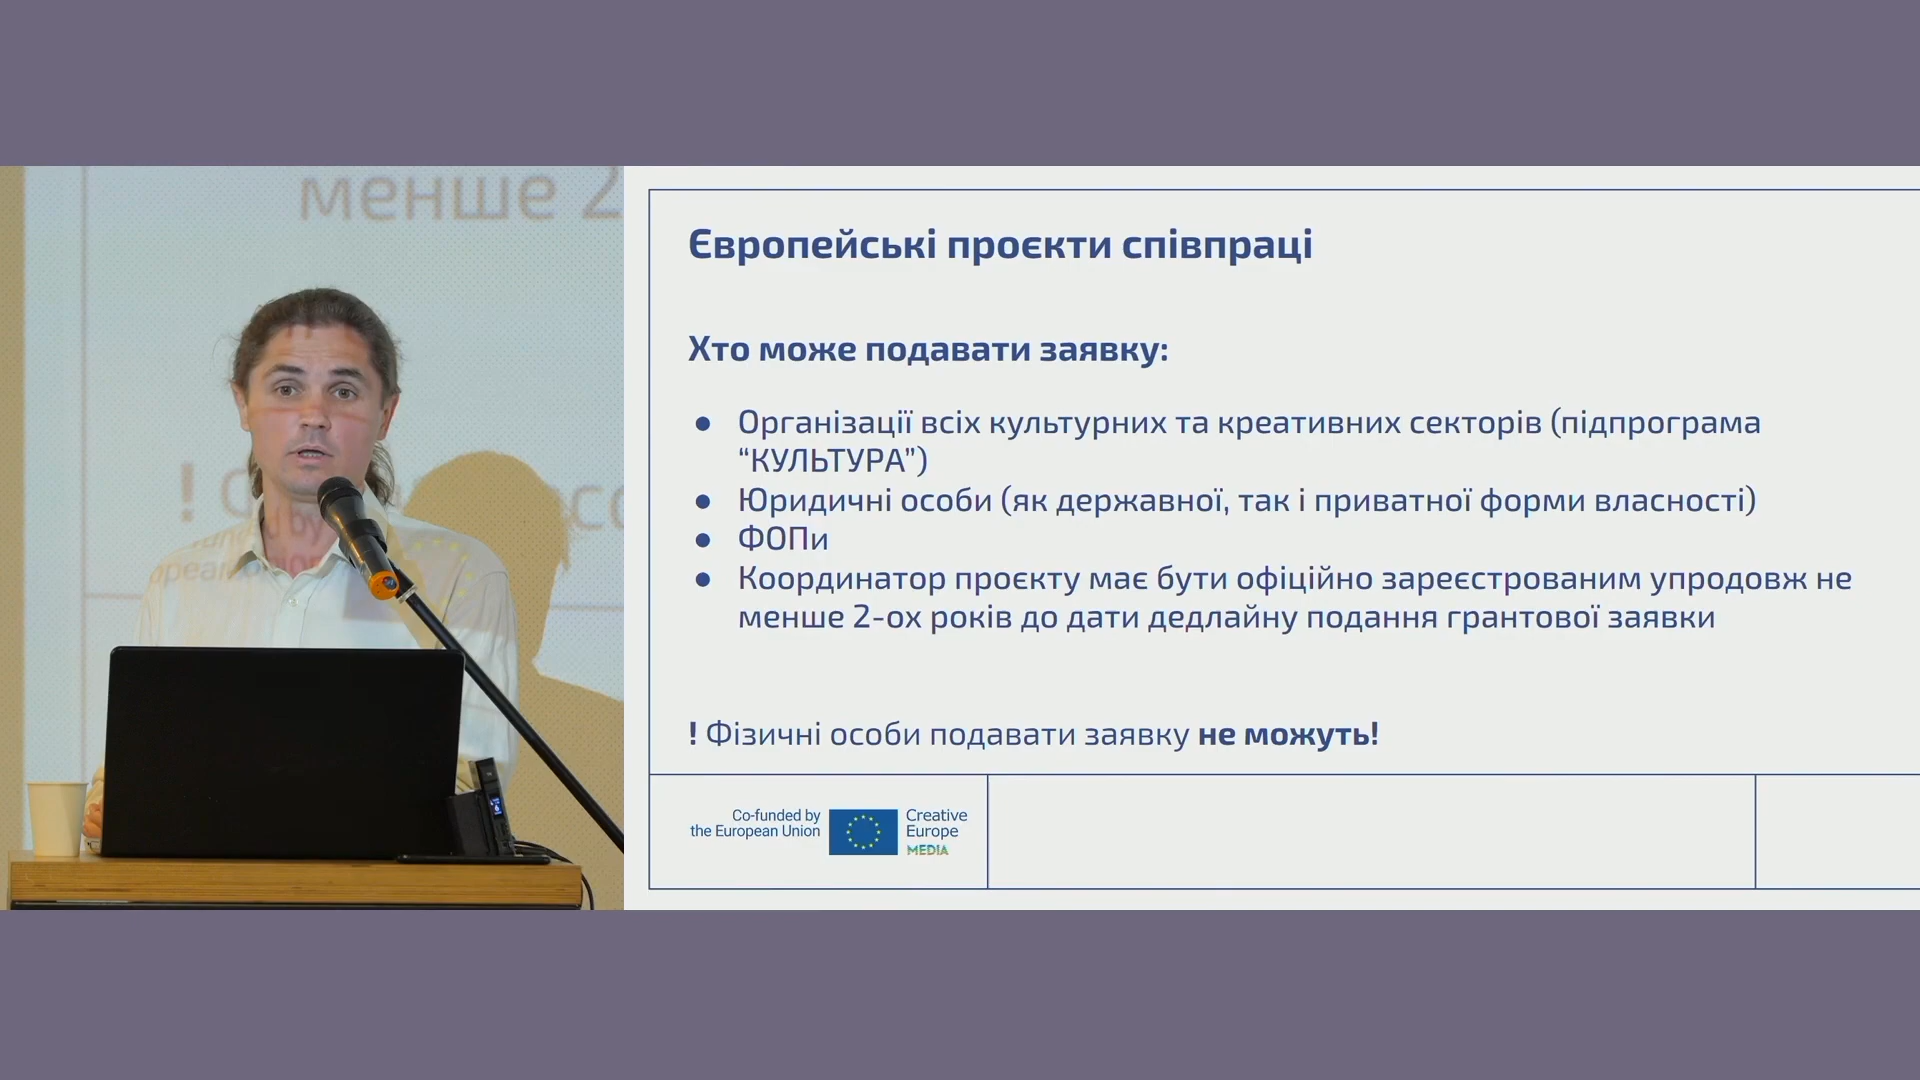 менше 2
Європейські проєкти співпраці
Хто може подавати заявку:
● Організації всіх культурних та креативних секторів (підпрограма
“КУЛЬТУРА”)
● Юридичні особи (як державної, так і приватної форми власності)
● ФОПи
● Координатор проєкту має бути офіційно зареєстрованим упродовж не
менше 2-ох років до дати дедлайну подання грантової заявки
! Фізичні особи подавати заявку не можуть!
Co-funded by
the European Union
Creative
Europe
MEDIA